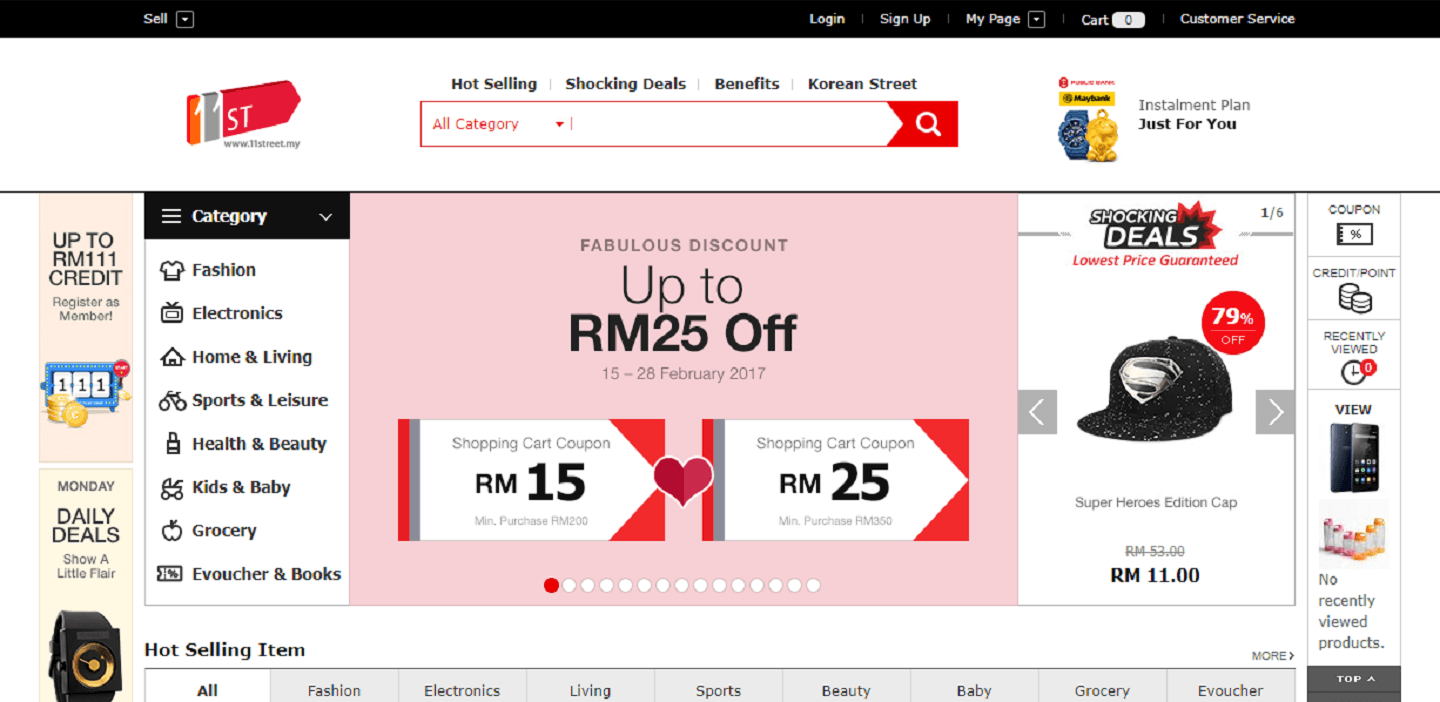 Sell
Login
Sign Up
My Page
Cart 0
Customer Service
11ST
www.11street.my
Hot Selling
Shocking Deals
Benefits
Korean Street
All Category
PUBLIC BANK
Maybank
Instalment Plan
Just For You
UP TO
RM111
CREDIT
Register as
Member!
START
1 1 1
MONDAY
DAILY
DEALS
Show A
Little Flair
Category
Fashion
Electronics
Home & Living
Sports & Leisure
Health & Beauty
Kids & Baby
Grocery
Evoucher & Books
FABULOUS DISCOUNT
Up to
RM25 Off
15 – 28 February 2017
Shopping Cart Coupon
RM 15
Min. Purchase RM200
Shopping Cart Coupon
RM 25
Min. Purchase RM350
SHOCKING
DEALS
1/6
Lowest Price Guaranteed
79%
OFF
Super Heroes Edition Cap
RM 53.00
RM 11.00
COUPON
%
CREDIT/POINT
RECENTLY
VIEWED
0
VIEW
No
recently
viewed
products.
TOP
Hot Selling Item
MORE
All
Fashion
Electronics
Living
Sports
Beauty
Baby
Grocery
Evoucher